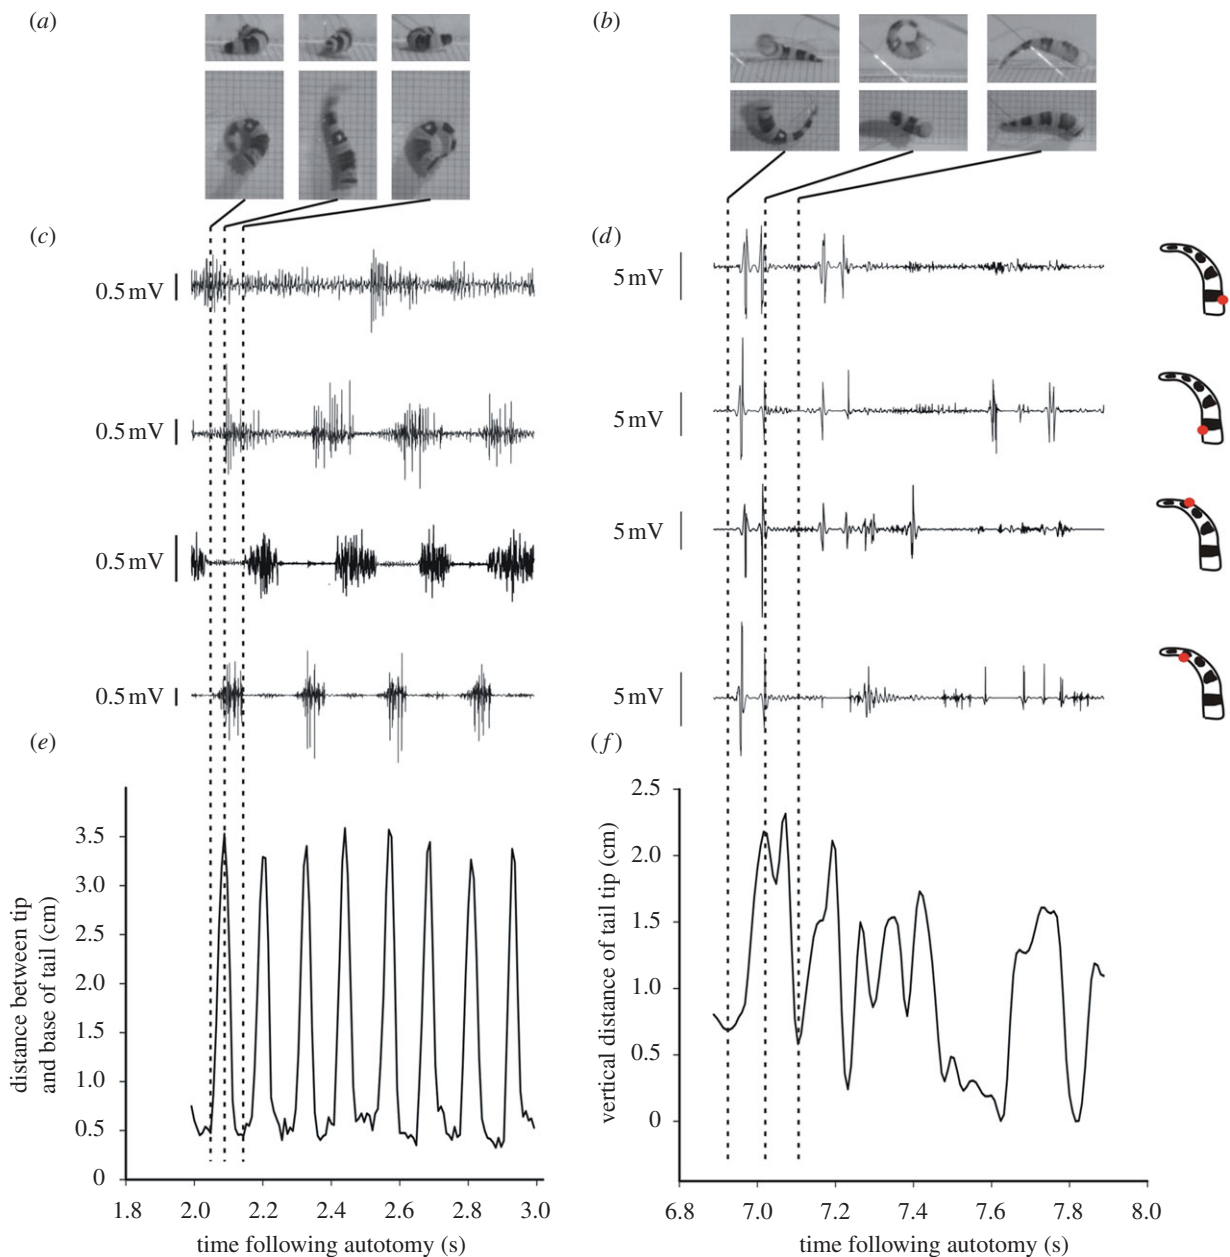 (a)
(b)
(c)
(d)
0.5 mV
5 mV
0.5 mV
5 mV
0.5 mV
5 mV
0.5 mV
5 mV
(e)
(f)
distance between tip
and base of tail (cm)
3.5
3.0
2.5
2.0
1.5
1.0
0.5
0
1.8 2.0 2.2 2.4 2.6 2.8 3.0
time following autotomy (s)
vertical distance of tail tip (cm)
2.5
2.0
1.5
1.0
0.5
0
6.8 7.0 7.2 7.4 7.6 7.8 8.0
time following autotomy (s)